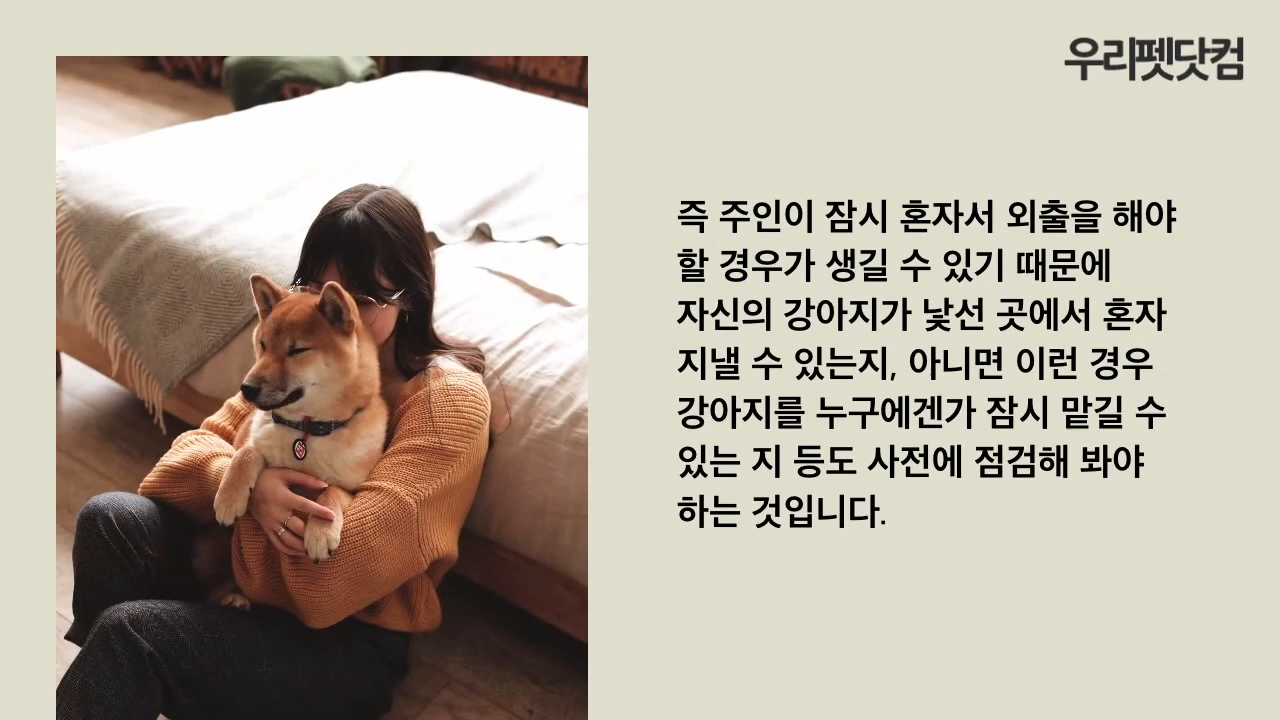 우리펫닷컴
즉 주인이 잠시 혼자서 외출을 해야
할 경우가 생길 수 있기 때문에
자신의 강아지가 낯선 곳에서 혼자
지낼 수 있는지, 아니면 이런 경우
강아지를 누구에겐가 잠시 맡길 수
있는 지 등도 사전에 점검해 봐야
하는 것입니다.